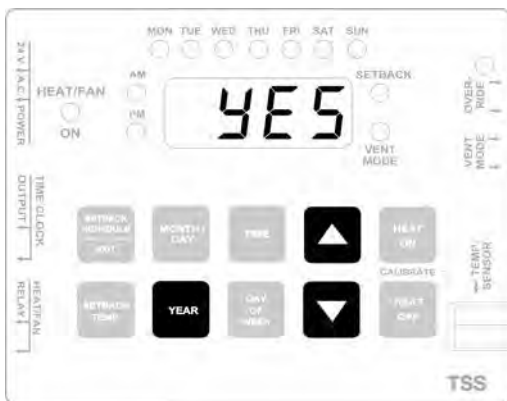 MON TUE WED THU FRI SAT SUN
24 V A.C. POWER
HEAT/FAN
ON
AM
PM
YES
SETBACK
VENT
MODE
OVER-
RIDE
VENT
MODE
TIME CLOCK
OUTPUT
HEAT/FAN
RELAY
SETBACK
SCHEDULE
EXIT
MONTH /
DAY
TIME
HEAT
ON
CALIBRATE
SETBACK
TEMP
YEAR
DAY
OF
WEEK
HEAT
OFF
TEMP.
SENSOR
TSS